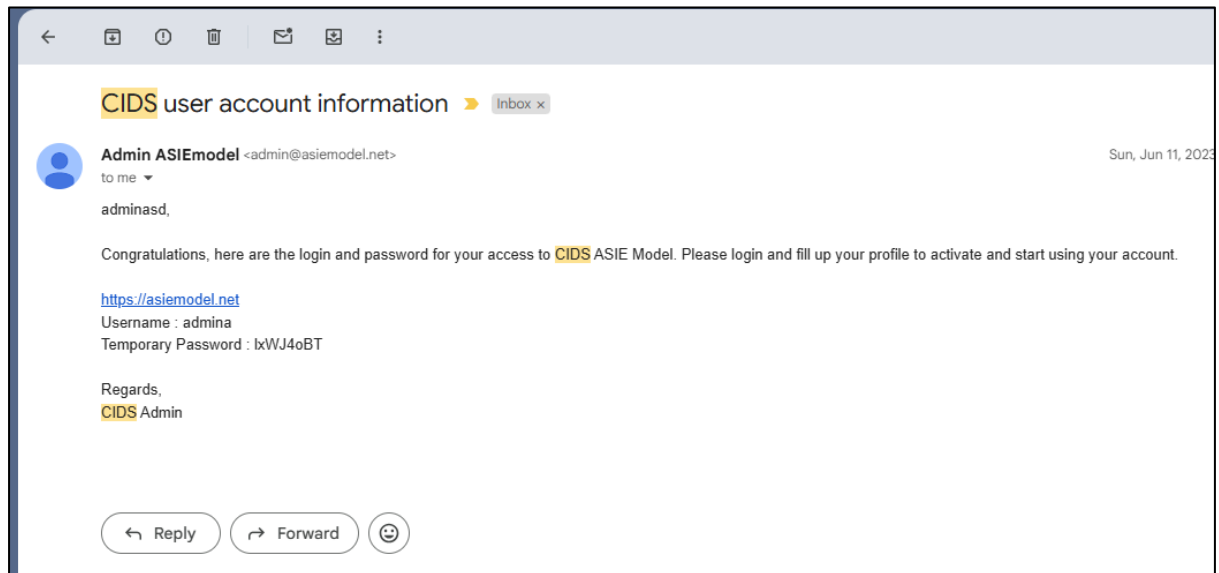 CIDS user account information Inbox x
Admin ASIEmodel <admin@asiemodel.net> Sun, Jun 11, 2023
to me
adminasd,
Congratulations, here are the login and password for your access to CIDS ASIE Model. Please login and fill up your profile to activate and start using your account.
https://asiemodel.net
Username : admina
Temporary Password : IxWJ4oBT
Regards,
CIDS Admin
Reply Forward